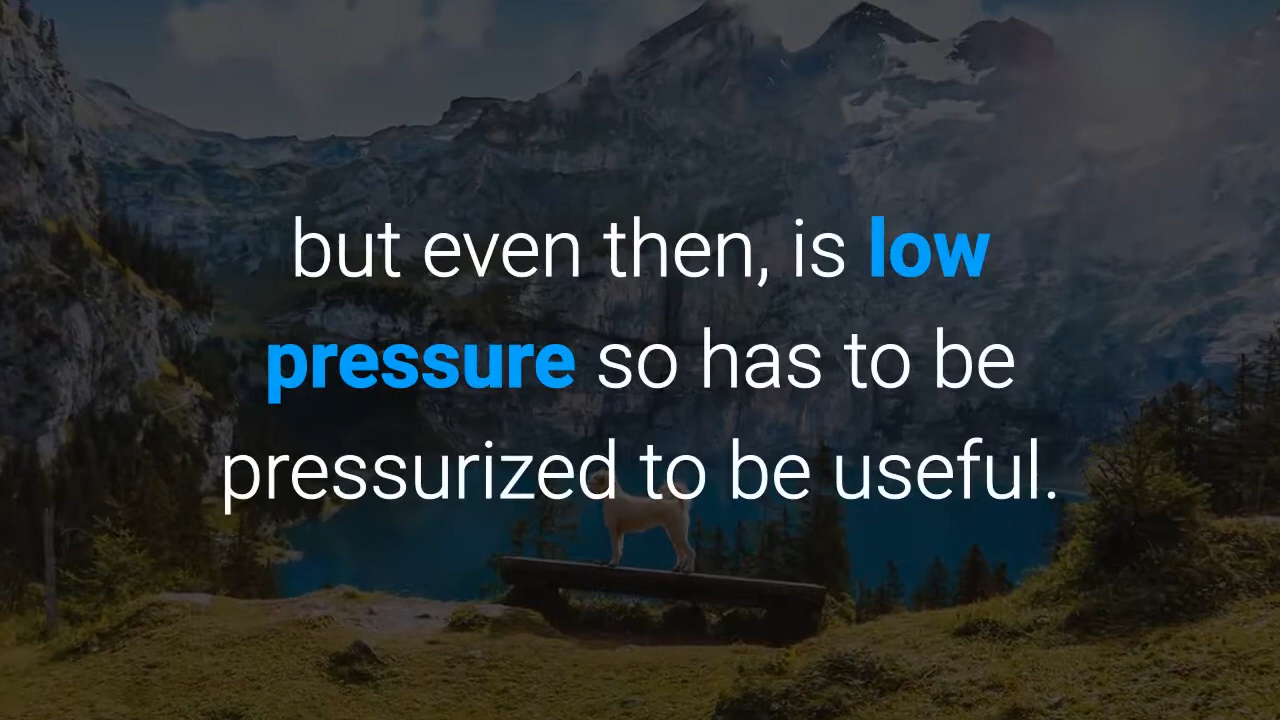 but even then, is low
pressure so has to be
pressurized to be useful.